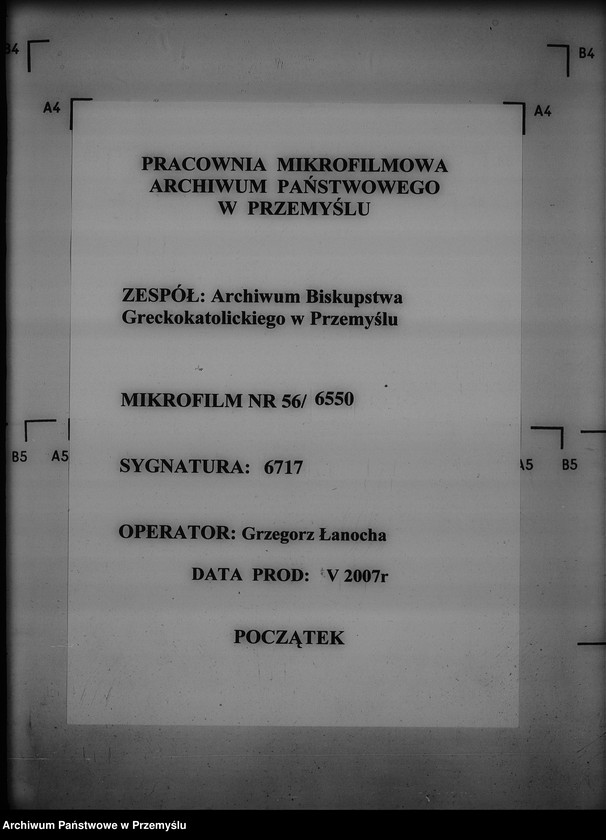 B4
B4
A4
A4
PRACOWNIA MIKROFILMOWA
ARCHIWUM PAŃSTWOWEGO
W PRZEMYŚLU
ZESPÓŁ: Archiwum Biskupstwa
Greckokatolickiego w Przemyślu
MIKROFILM NR 56/ 6550
B5 A5
A5 B5
SYGNATURA: 6717
OPERATOR: Grzegorz Łanocha
DATA PROD: V 2007r
POCZĄTEK
Archiwum Państwowe w Przemyślu